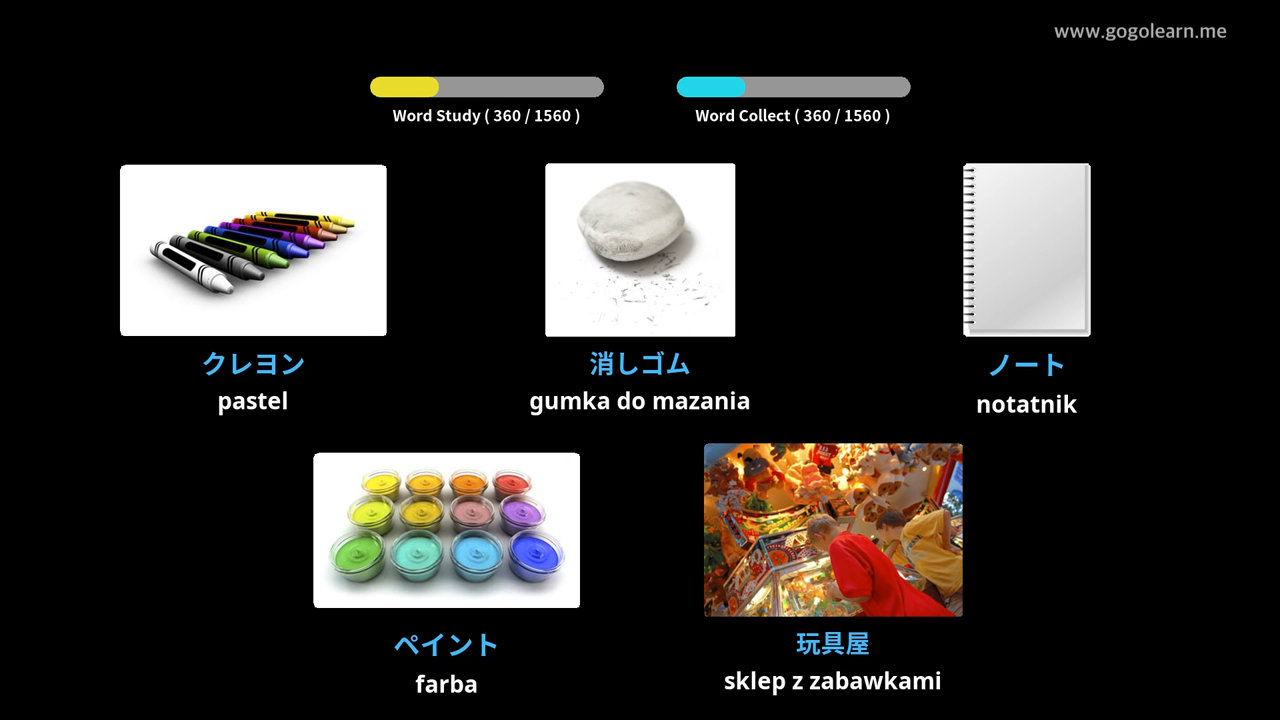 www.gogolearn.me
Word Study ( 360 / 1560 )
Word Collect ( 360 / 1560 )
クレヨン
pastel
消しゴム
gumka do mazania
ノート
notatnik
ペイント
farba
玩具屋
sklep z zabawkami